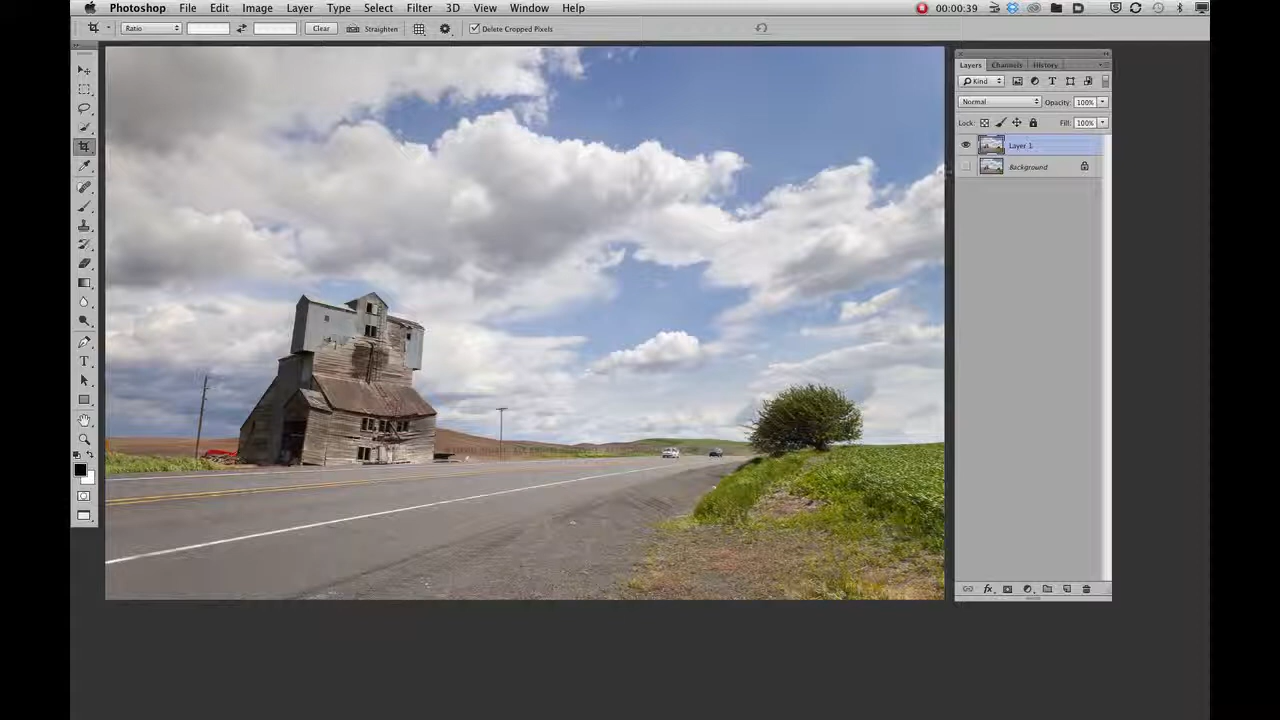 Photoshop File Edit Image Layer Type Select Filter 3D View Window Help 00:00:39
Ratio Clear Straighten Delete Cropped Pixels
Layers Channels History
Kind
Normal Opacity: 100%
Lock: Fill: 100%
Layer 1
Background